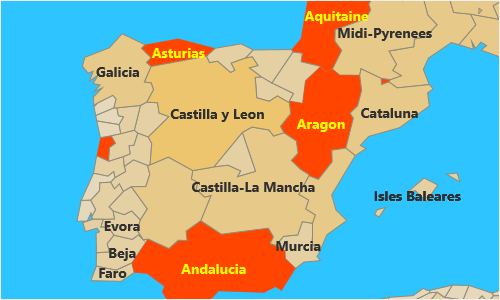 Aquitaine
Midi-Pyrenees
Asturias
Galicia
Castilla y Leon
Cataluna
Aragon
Castilla-La Mancha
Isles Baleares
Evora
Murcia
Beja
Andalucia
Faro